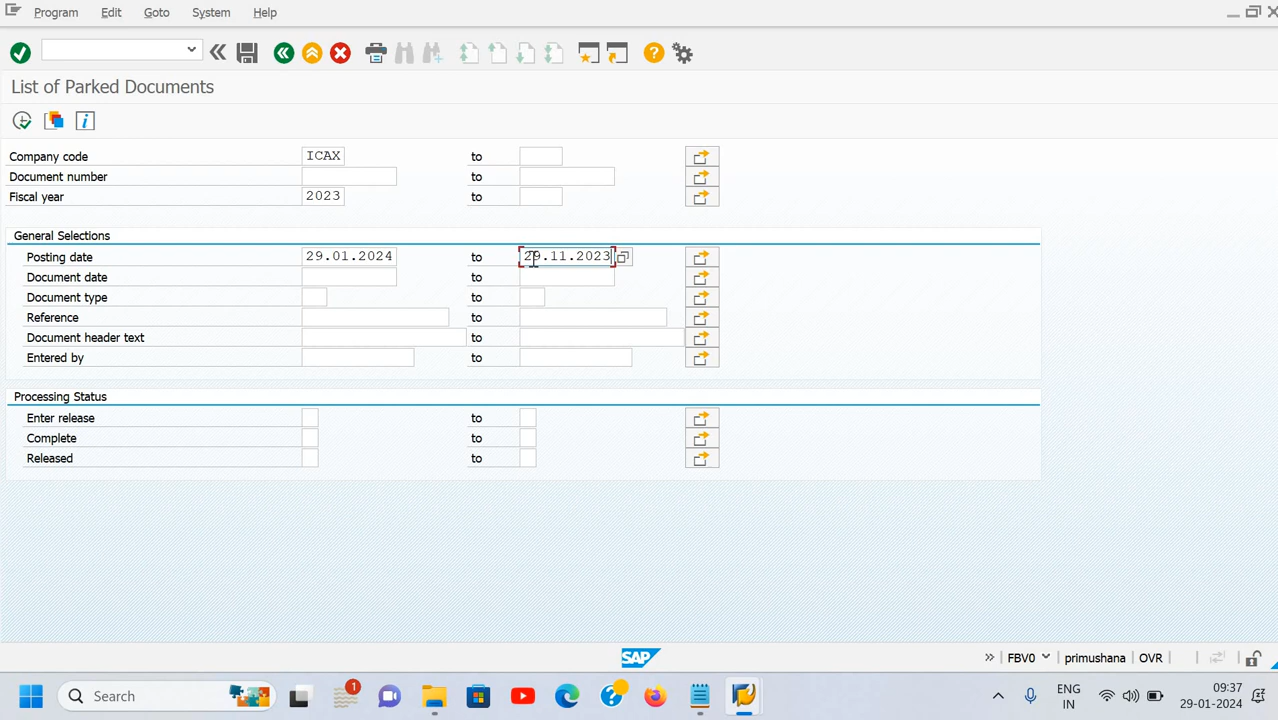 Program Edit Goto System Help
List of Parked Documents
Company code ICAX to
Document number to
Fiscal year 2023 to
General Selections
Posting date 29.01.2024 to 29.11.2023
Document date to
Document type to
Reference to
Document header text to
Entered by to
Processing Status
Enter release to
Complete to
Released to
SAP FBV0 primushana OVR
Search 1 ENG 09:37
IN 29-01-2024